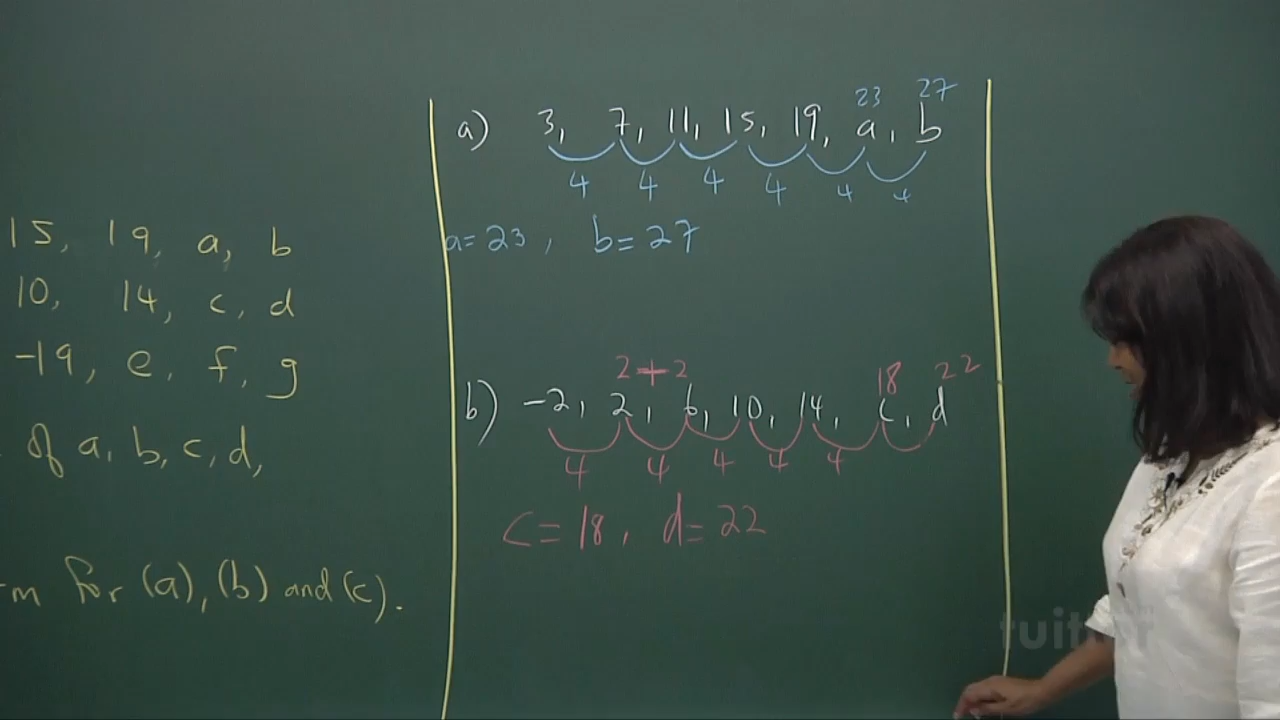 15, 19, a, b
10, 14, c, d
-19, e, f, g
of a, b, c, d,
m for (a), (b) and (c).
23 27
a) 3, 7, 11, 15, 19, a, b
4 4 4 4 4 4
a=23, b=27
2+2 18 22
b) -2, 2, 6, 10, 14, c, d
4 4 4 4 4
c=18, d=22